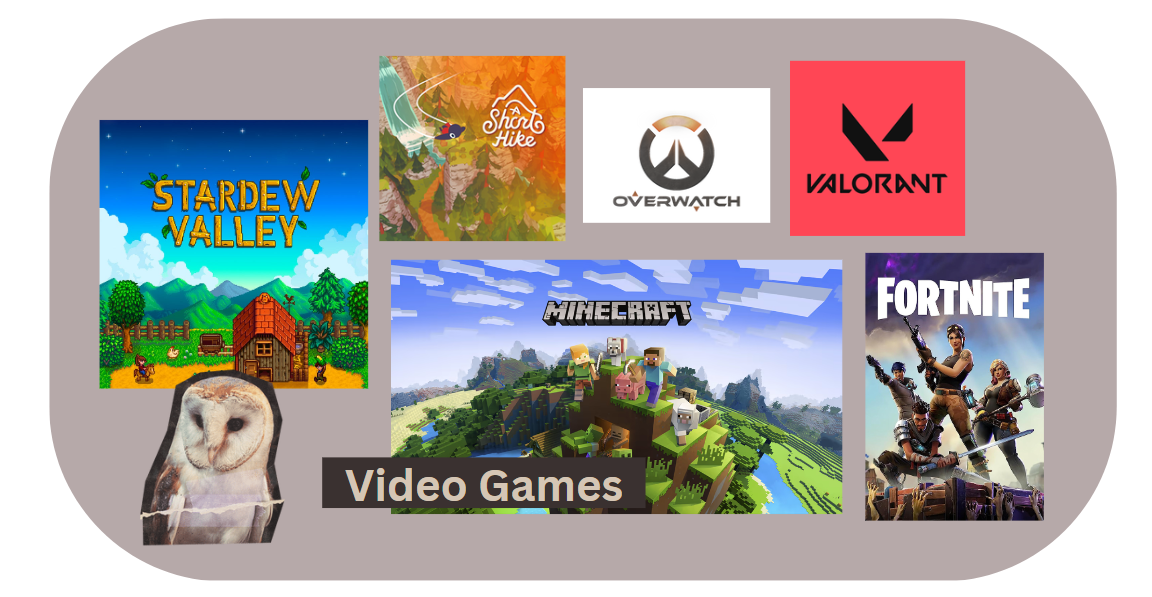 STARDEW
VALLEY
A
Short
Hike
OVERWATCH
VALORANT
MINECRAFT
FORTNITE
Video Games